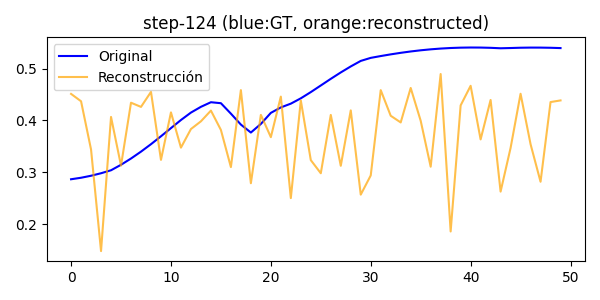 step-124 (blue:GT, orange:reconstructed)
Original
Reconstrucción
0.5
0.4
0.3
0.2
0 10 20 30 40 50